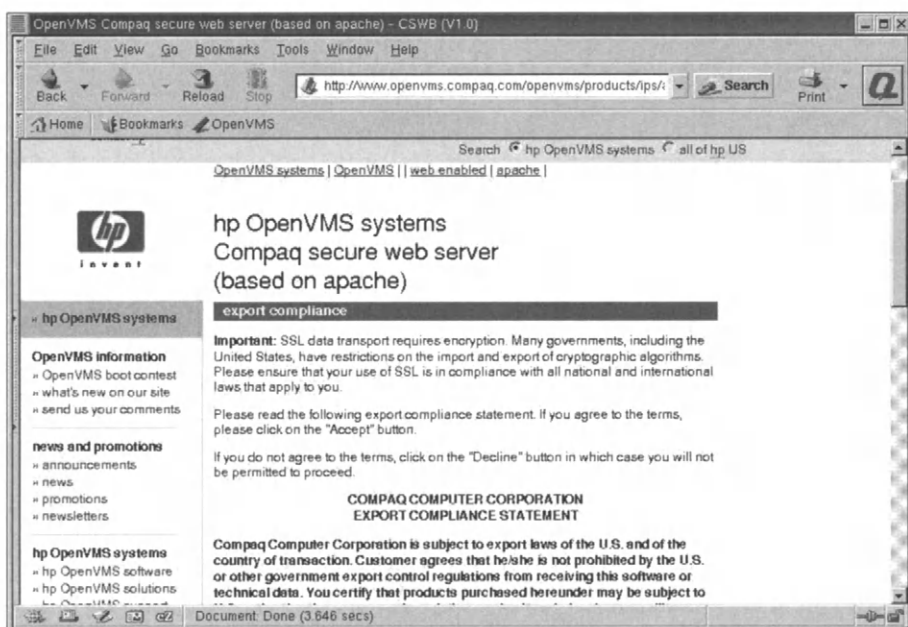 OpenVMS Compaq secure web server (based on apache) - CSWB (V1.0)
File Edit View Go Bookmarks Tools Window Help
Back Forward Reload Stop http://www.openvms.compaq.com/openvms/products/ips/ Search Print
Home Bookmarks OpenVMS
Search hp OpenVMS systems all of hp US
OpenVMS systems | OpenVMS | | web enabled | apache |
hp
invent
hp OpenVMS systems
Compaq secure web server
(based on apache)
export compliance
» hp OpenVMS systems
OpenVMS information
» OpenVMS boot contest
» what's new on our site
» send us your comments
news and promotions
» announcements
» news
» promotions
» newsletters
hp OpenVMS systems
» hp OpenVMS software
» hp OpenVMS solutions
Important: SSL data transport requires encryption. Many governments, including the
United States, have restrictions on the import and export of cryptographic algorithms.
Please ensure that your use of SSL is in compliance with all national and international
laws that apply to you.
Please read the following export compliance statement. If you agree to the terms,
please click on the "Accept" button.
If you do not agree to the terms, click on the "Decline" button in which case you will not
be permitted to proceed.
COMPAQ COMPUTER CORPORATION
EXPORT COMPLIANCE STATEMENT
Compaq Computer Corporation is subject to export laws of the U.S. and of the
country of transaction. Customer agrees that he/she is not prohibited by the U.S.
or other government export control regulations from receiving this software or
technical data. You certify that products purchased hereunder may be subject to
Document: Done (3.646 secs)